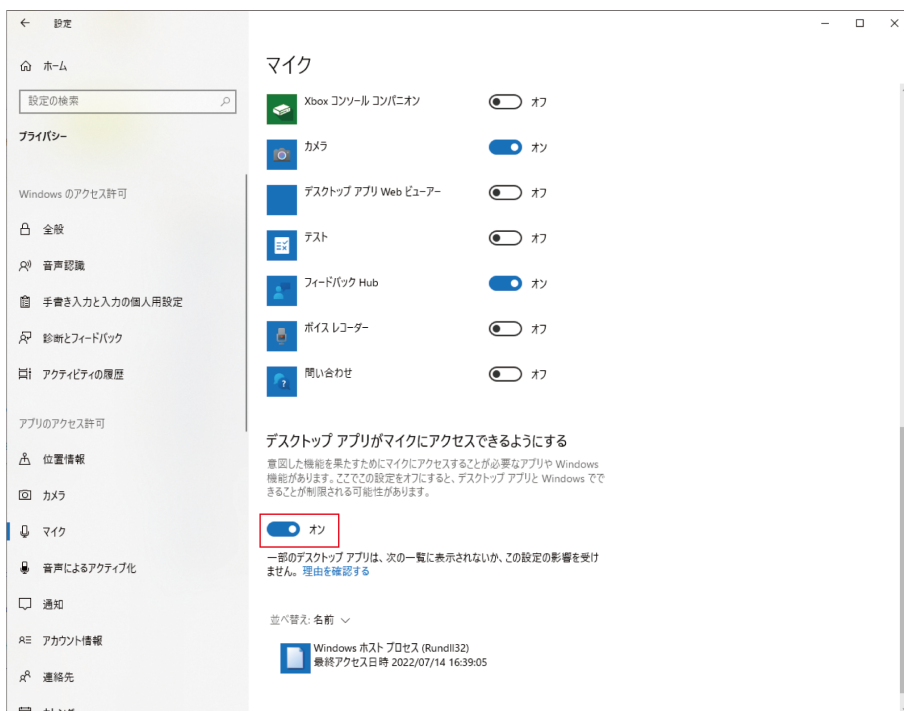 設定
ホーム
設定の検索
プライバシー
Windows のアクセス許可
全般
音声認識
手書き入力と入力の個人用設定
診断とフィードバック
アクティビティの履歴
アプリのアクセス許可
位置情報
カメラ
マイク
音声によるアクティブ化
通知
アカウント情報
連絡先
マイク
Xbox コンソール コンパニオン
オフ
カメラ
オン
デスクトップ アプリ Web ビューアー
オフ
テスト
オフ
フィードバック Hub
オン
ボイス レコーダー
オフ
問い合わせ
オフ
デスクトップ アプリがマイクにアクセスできるようにする
意図した機能を果たすためにマイクにアクセスすることが必要なアプリや Windows
機能があります。ここでこの設定をオフにすると、デスクトップ アプリと Windows でで
きることが制限される可能性があります。
オン
一部のデスクトップ アプリは、次の一覧に表示されないか、この設定の影響を受け
ません。 理由を確認する
並べ替え: 名前
Windows ホスト プロセス (Rundll32)
最終アクセス日時 2022/07/14 16:39:05